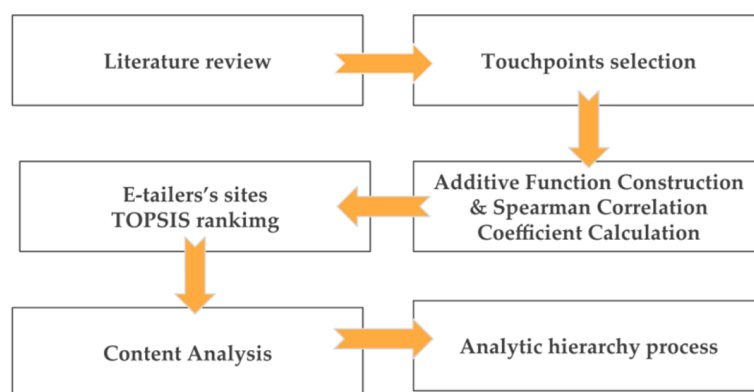 Literature review
Touchpoints selection
Additive Function Construction
& Spearman Correlation
Coefficient Calculation
E-tailers's sites
TOPSIS rankimg
Content Analysis
Analytic hierarchy process